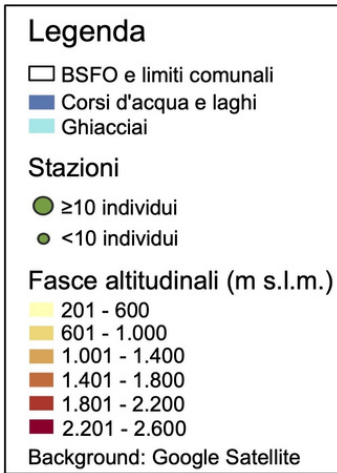 Legenda
BSFO e limiti comunali
Corsi d'acqua e laghi
Ghiacciai
Stazioni
≥10 individui
<10 individui
Fasce altitudinali (m s.l.m.)
201 - 600
601 - 1.000
1.001 - 1.400
1.401 - 1.800
1.801 - 2.200
2.201 - 2.600
Background: Google Satellite